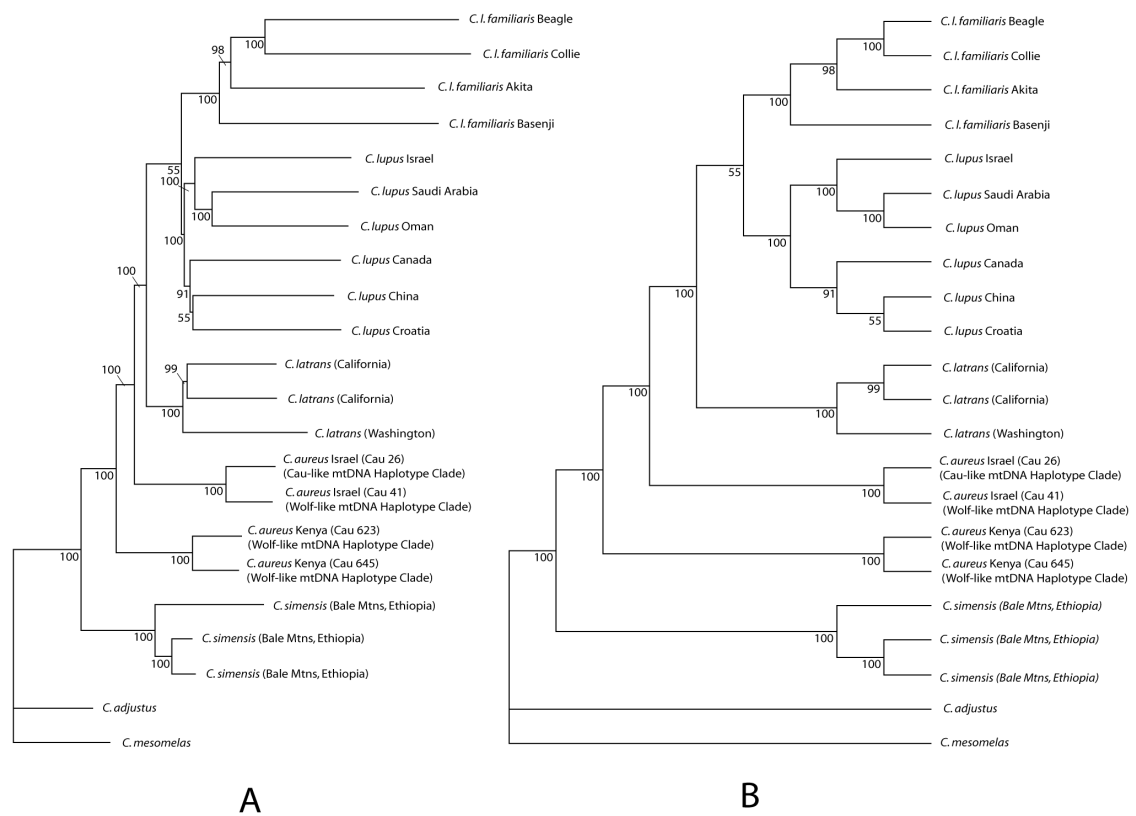 C. l. familiaris Beagle
100
C. l. familiaris Collie
98
C. l. familiaris Akita
100
C. l. familiaris Basenji
C. lupus Israel
55
100
C. lupus Saudi Arabia
100
C. lupus Oman
100
C. lupus Canada
100
91
C. lupus China
55
C. lupus Croatia
C. latrans (California)
99
100
C. latrans (California)
100
C. latrans (Washington)
C. aureus Israel (Cau 26)
(Cau-like mtDNA Haplotype Clade)
100
100
C. aureus Israel (Cau 41)
(Wolf-like mtDNA Haplotype Clade)
C. aureus Kenya (Cau 623)
(Wolf-like mtDNA Haplotype Clade)
100
100
C. aureus Kenya (Cau 645)
(Wolf-like mtDNA Haplotype Clade)
C. simensis (Bale Mtns, Ethiopia)
100
C. simensis (Bale Mtns, Ethiopia)
100
C. simensis (Bale Mtns, Ethiopia)
C. adjustus
C. mesomelas
A
C. l. familiaris Beagle
100
C. l. familiaris Collie
98
C. l. familiaris Akita
100
C. l. familiaris Basenji
C. lupus Israel
55
100
C. lupus Saudi Arabia
100
C. lupus Oman
100
C. lupus Canada
100
91
C. lupus China
55
C. lupus Croatia
C. latrans (California)
99
100
C. latrans (California)
100
C. latrans (Washington)
C. aureus Israel (Cau 26)
(Cau-like mtDNA Haplotype Clade)
100
100
C. aureus Israel (Cau 41)
(Wolf-like mtDNA Haplotype Clade)
C. aureus Kenya (Cau 623)
(Wolf-like mtDNA Haplotype Clade)
100
100
C. aureus Kenya (Cau 645)
(Wolf-like mtDNA Haplotype Clade)
C. simensis (Bale Mtns, Ethiopia)
100
C. simensis (Bale Mtns, Ethiopia)
100
C. simensis (Bale Mtns, Ethiopia)
C. adjustus
C. mesomelas
B